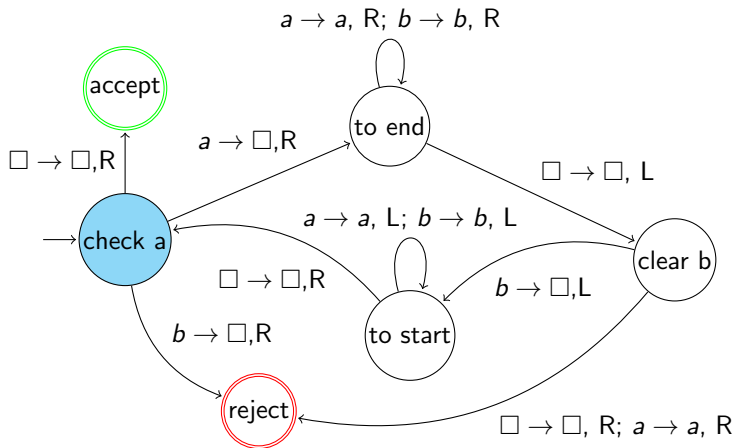 a → a, R; b → b, R
accept
to end
a → □,R
□ → □,R
□ → □, L
a → a, L; b → b, L
check a
clear b
□ → □,R
b → □,L
b → □,R
to start
reject
□ → □, R; a → a, R